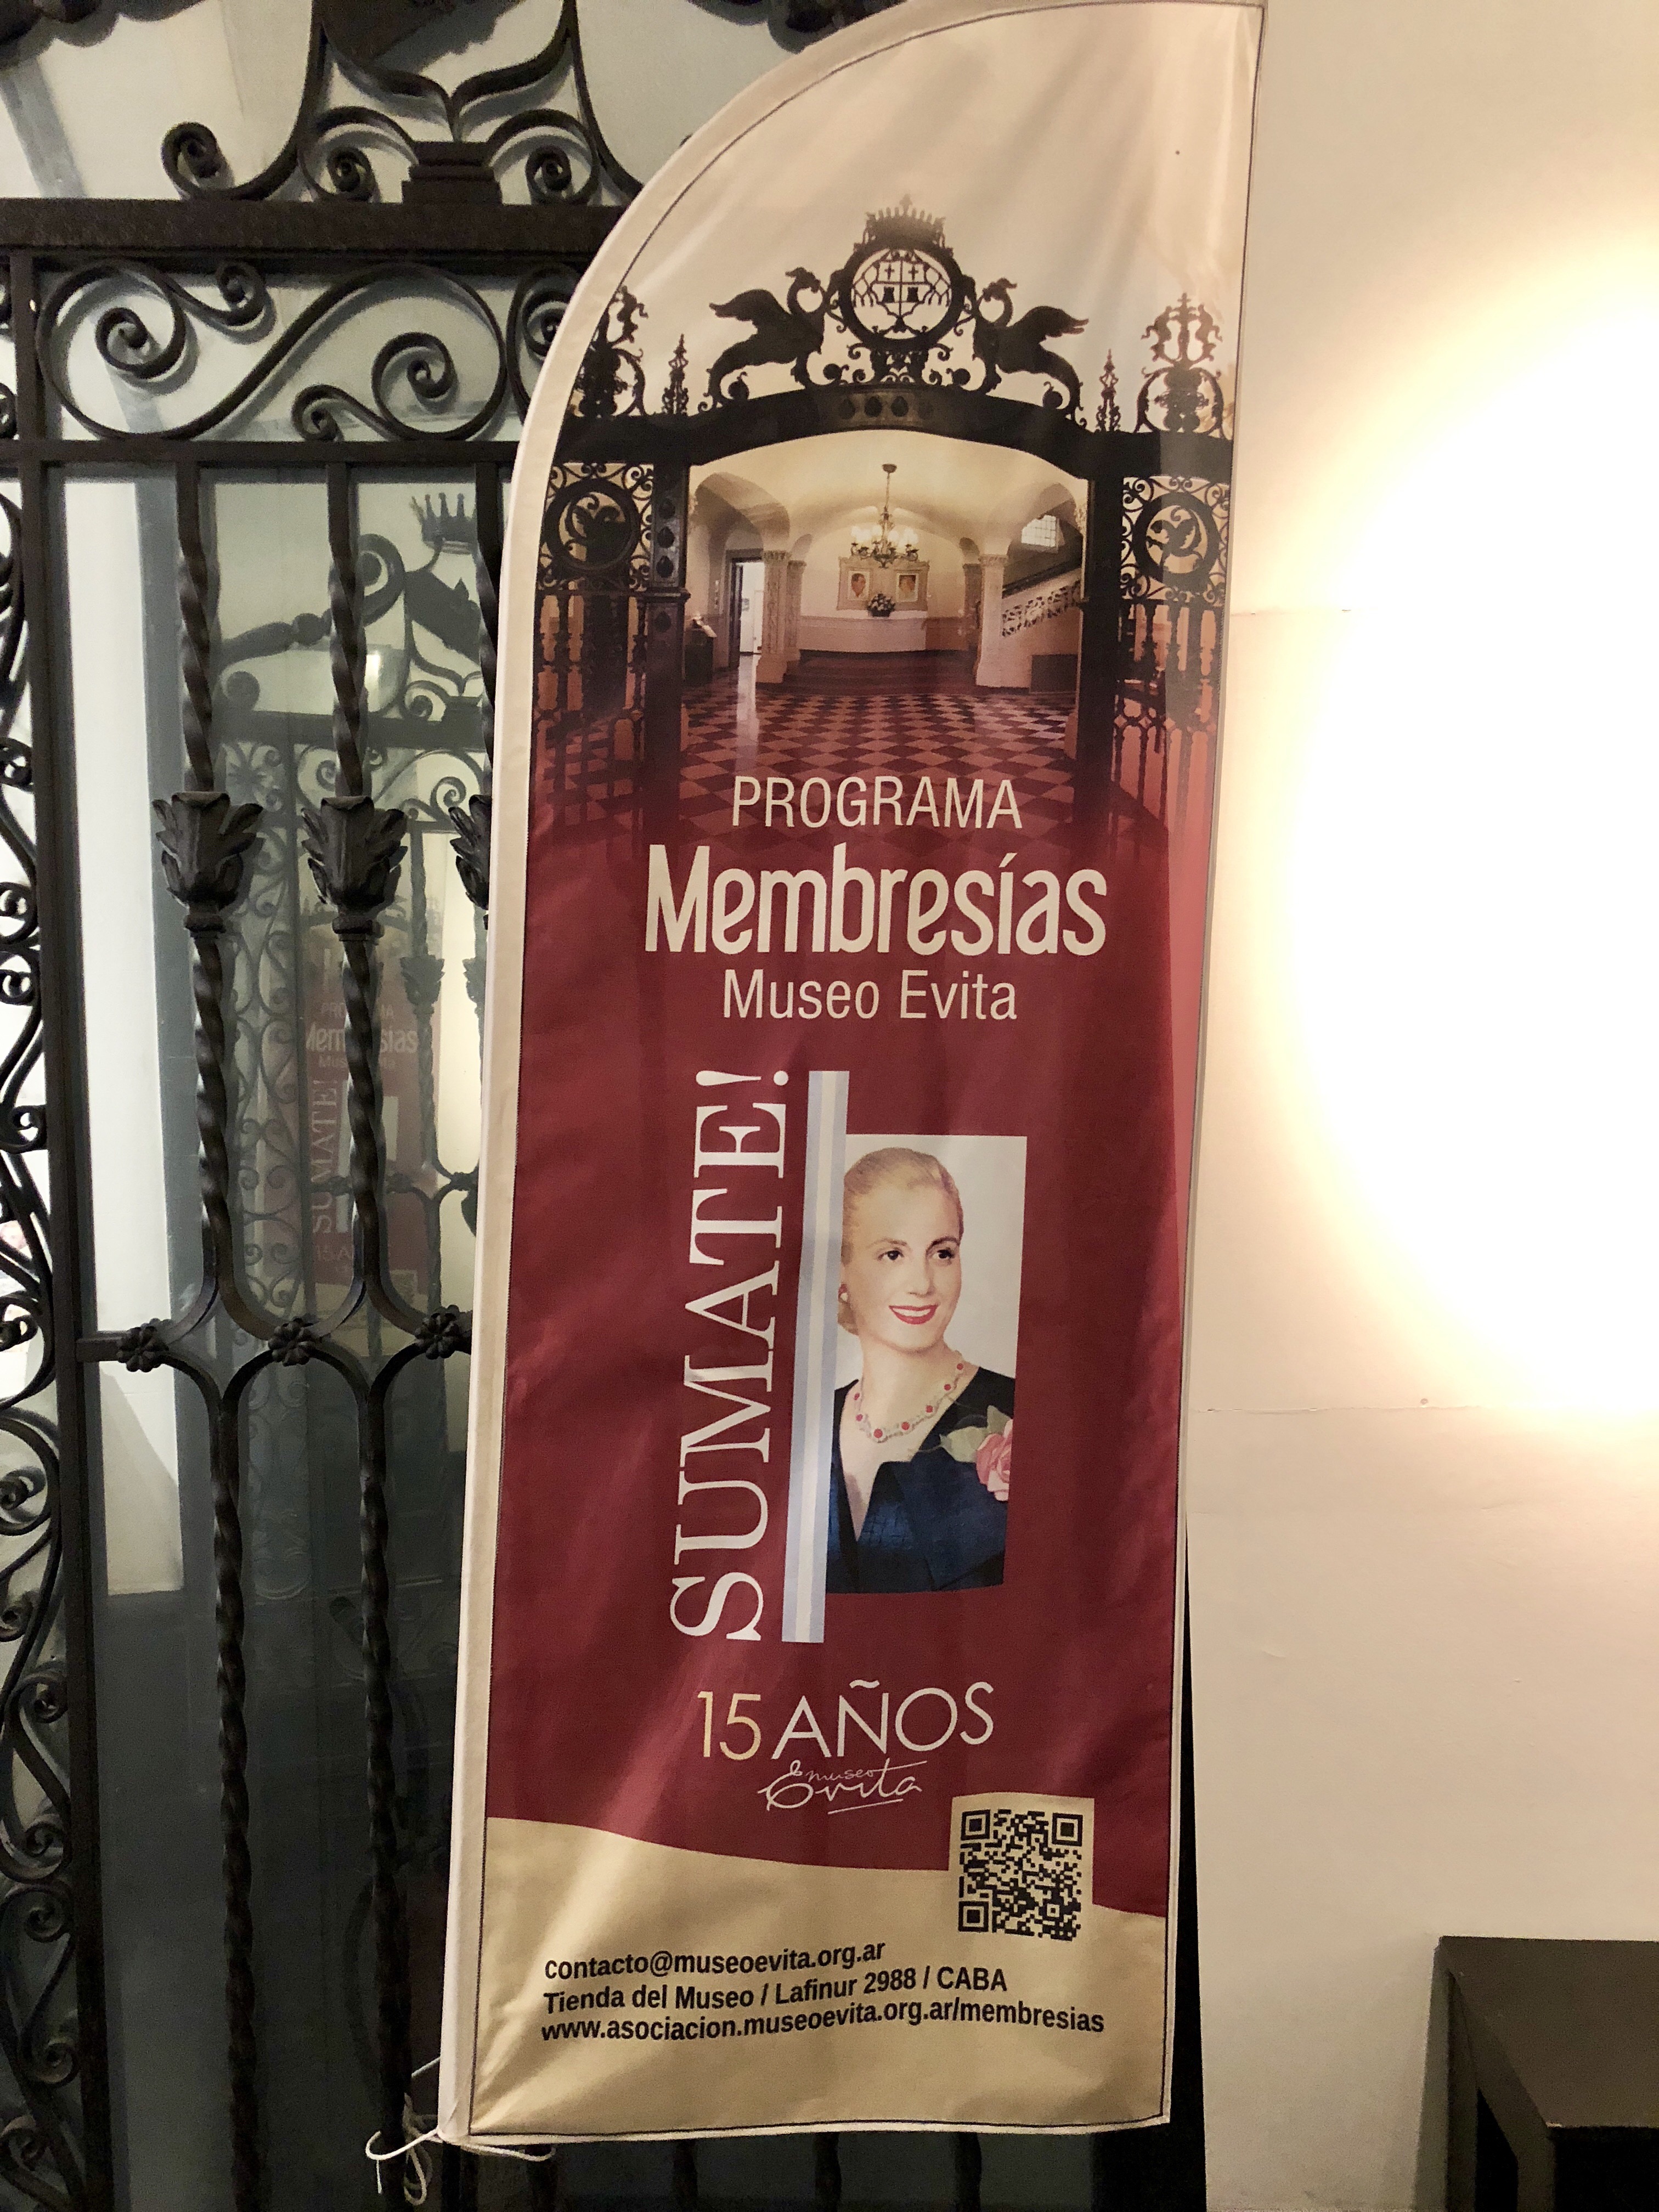 PROGRAMA
Membresías
Museo Evita
SUMATE!
15 AÑOS
museo
Evita
contacto@museoevita.org.ar
Tienda del Museo / Lafinur 2988 / CABA
www.asociacion.museoevita.org.ar/membresias